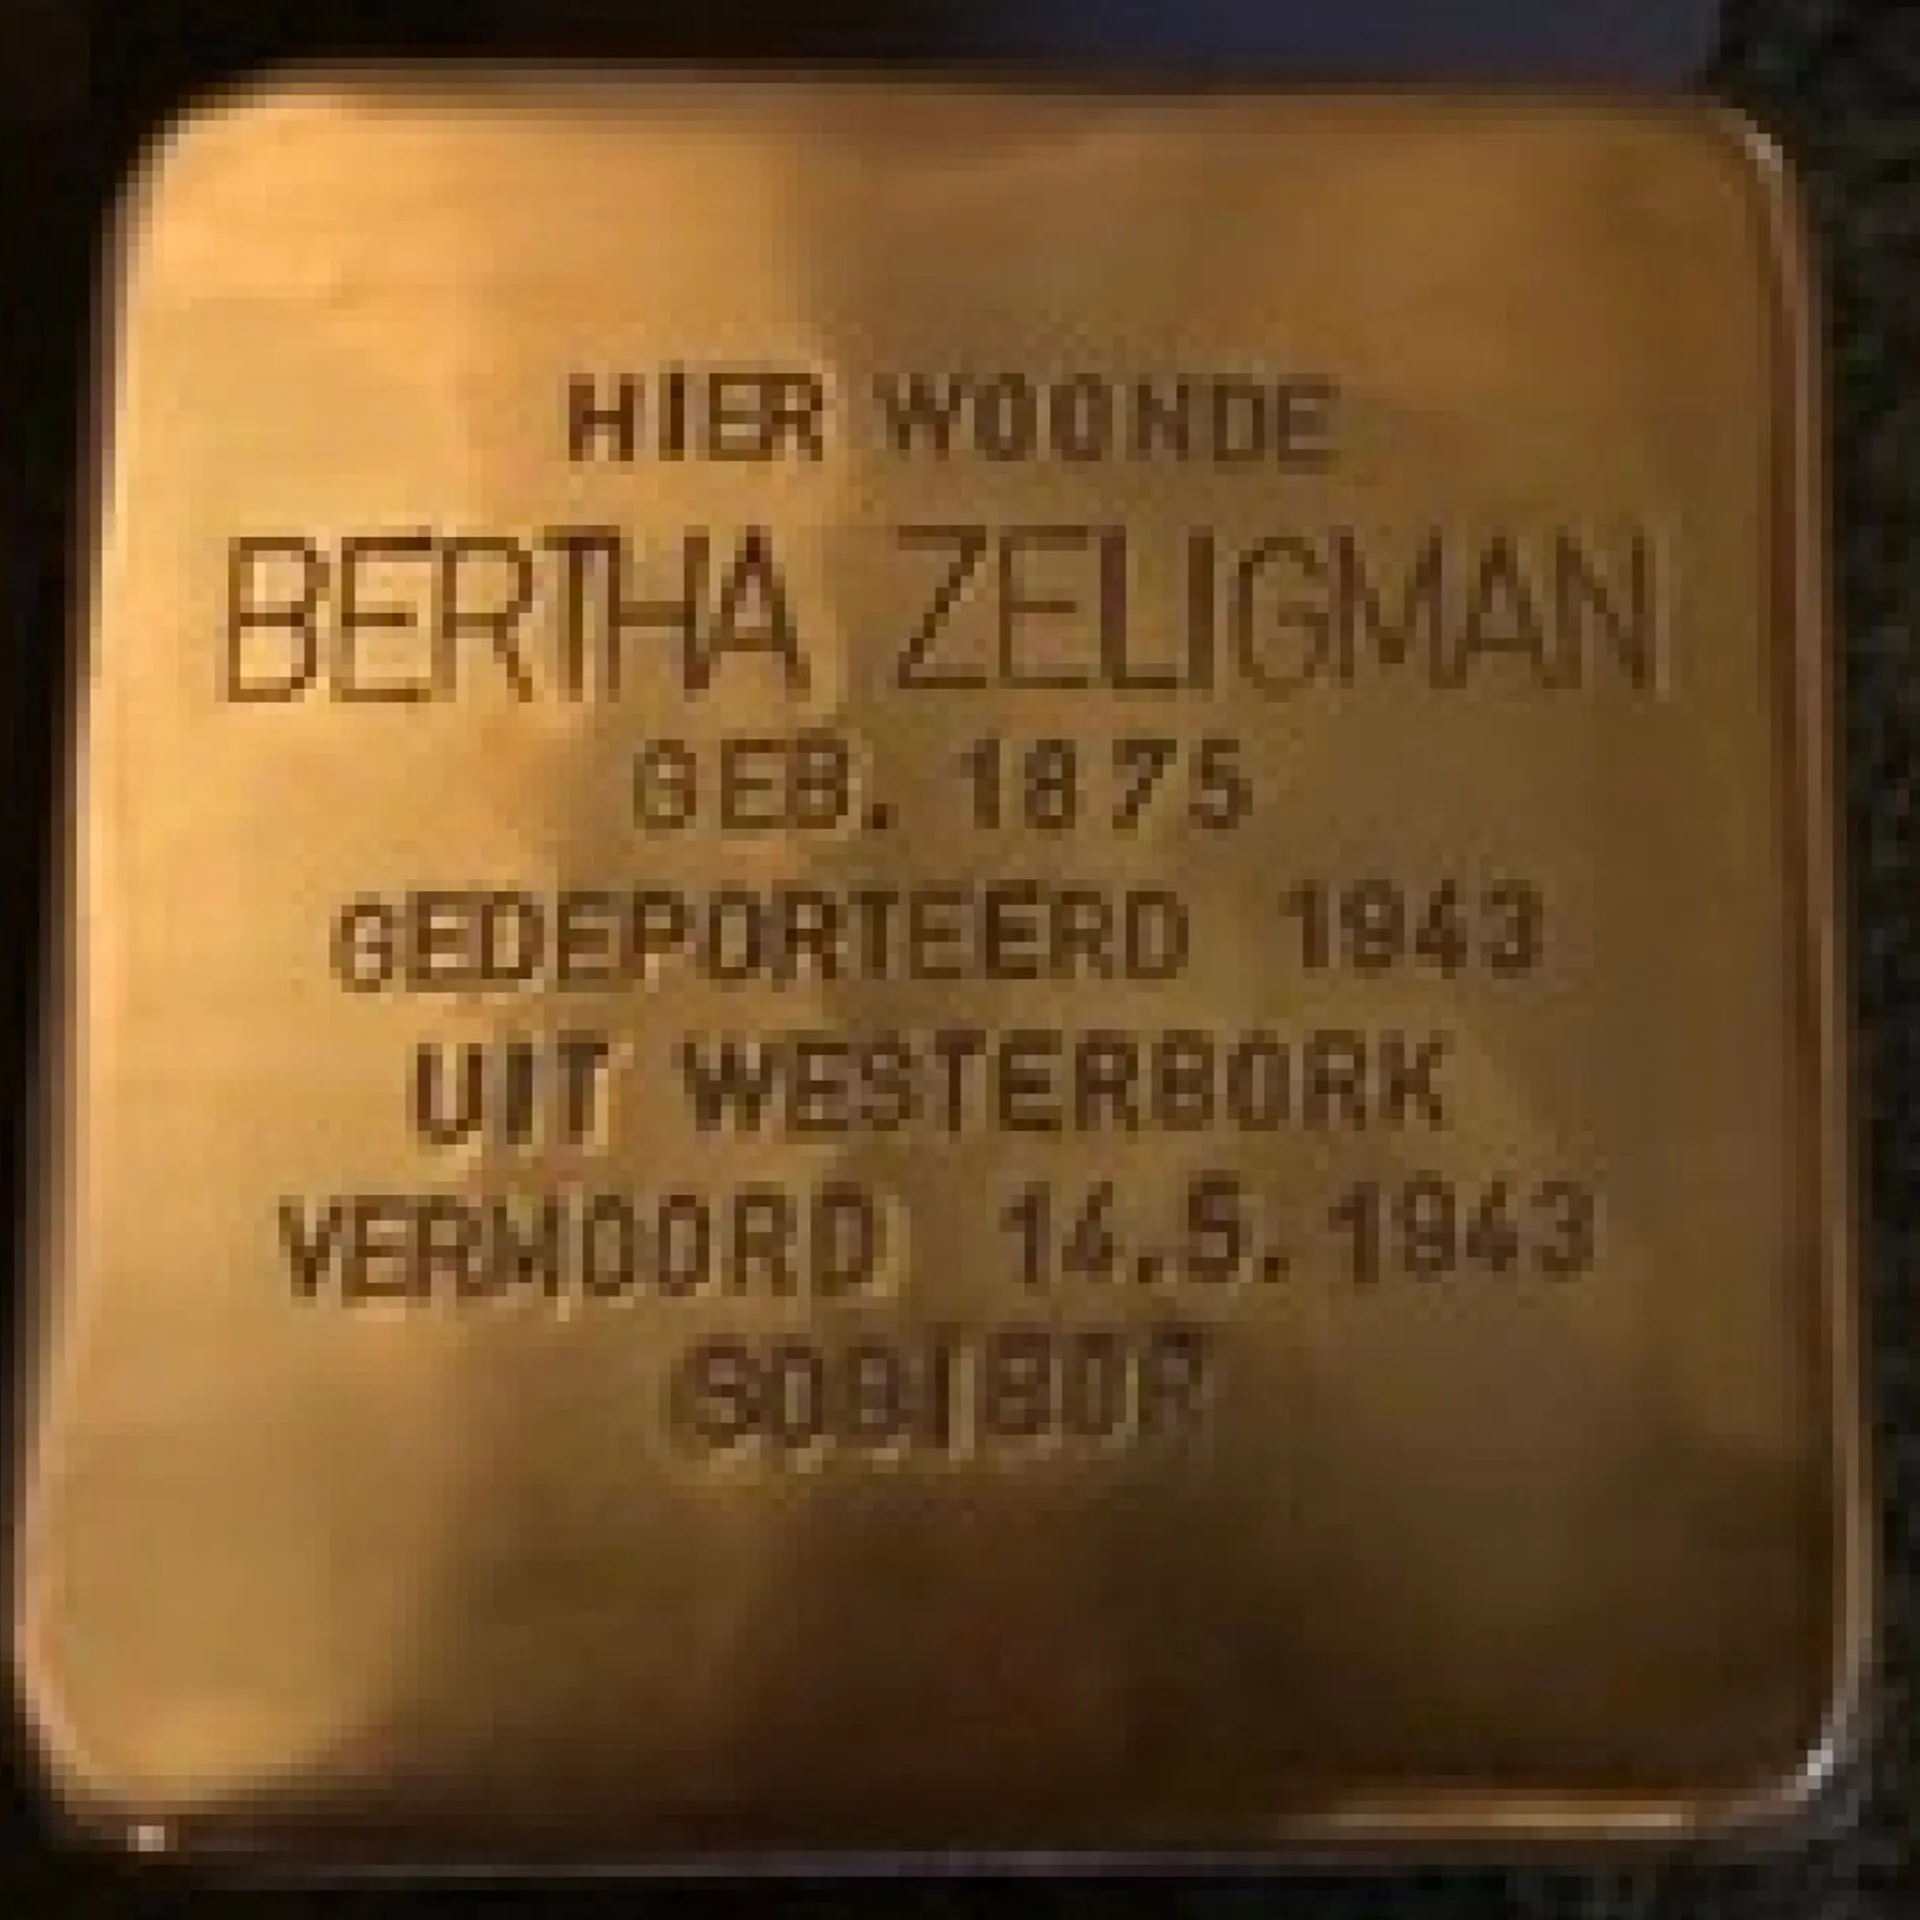 HIER WOONDE
BERTHA ZELIGMAN
GEB. 1875
GEDEPORTEERD 1943
UIT WESTERBORK
VERMOORD 14.5.1943
SOBIBOR